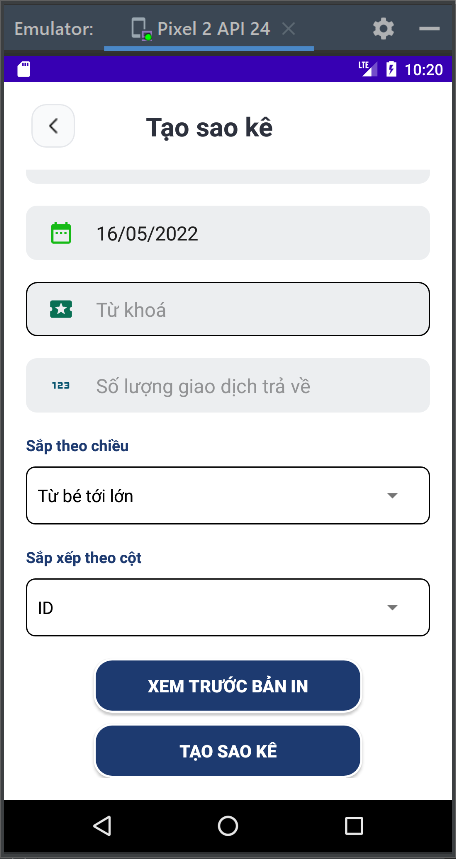 Emulator: Pixel 2 API 24
LTE 10:20
Tạo sao kê
16/05/2022
Từ khoá
123 Số lượng giao dịch trả về
Sắp theo chiều
Từ bé tới lớn
Sắp xếp theo cột
ID
XEM TRƯỚC BẢN IN
TẠO SAO KÊ